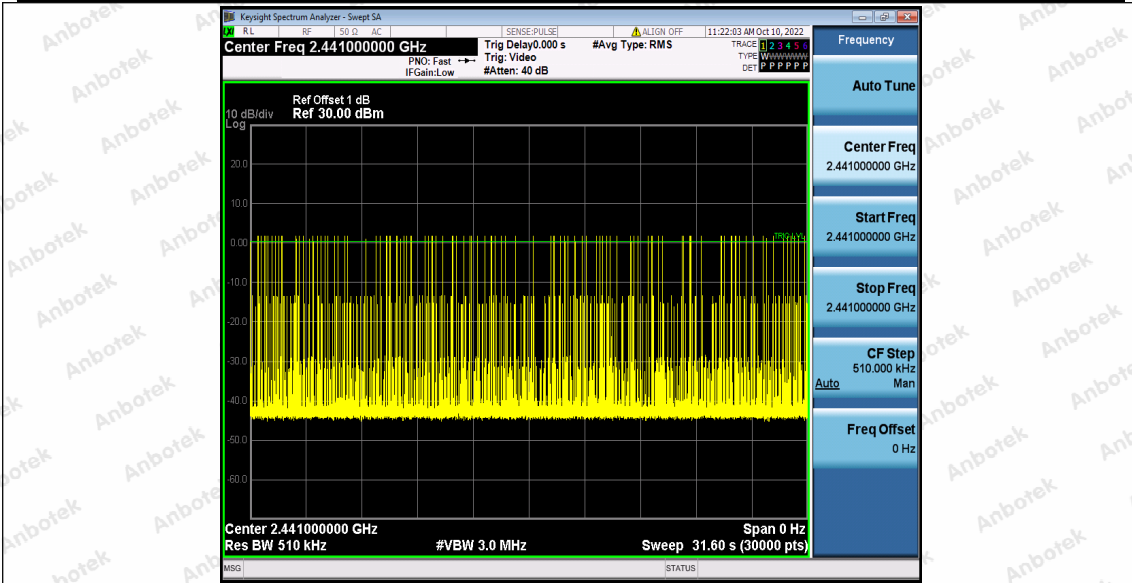 Keysight Spectrum Analyzer - Swept SA
RL RF 50 Ω AC SENSE:PULSE ALIGN OFF 11:22:03 AM Oct 10, 2022
Center Freq 2.441000000 GHz
PNO: Fast
IFGain:Low
Trig Delay0.000 s
Trig: Video
#Atten: 40 dB
#Avg Type: RMS
TRACE 1 2 3 4 5 6
TYPE WWWWWW
DET P P P P P P
Frequency
Auto Tune
Center Freq
2.441000000 GHz
Start Freq
2.441000000 GHz
Stop Freq
2.441000000 GHz
CF Step
510.000 kHz
Auto Man
Freq Offset
0 Hz
Ref Offset 1 dB
10 dB/div Ref 30.00 dBm
Log
20.0
10.0
0.00
TRIG LVL
-10.0
-20.0
-30.0
-40.0
-50.0
-60.0
Center 2.441000000 GHz Span 0 Hz
Res BW 510 kHz #VBW 3.0 MHz Sweep 31.60 s (30000 pts)
MSG STATUS
Anbotek